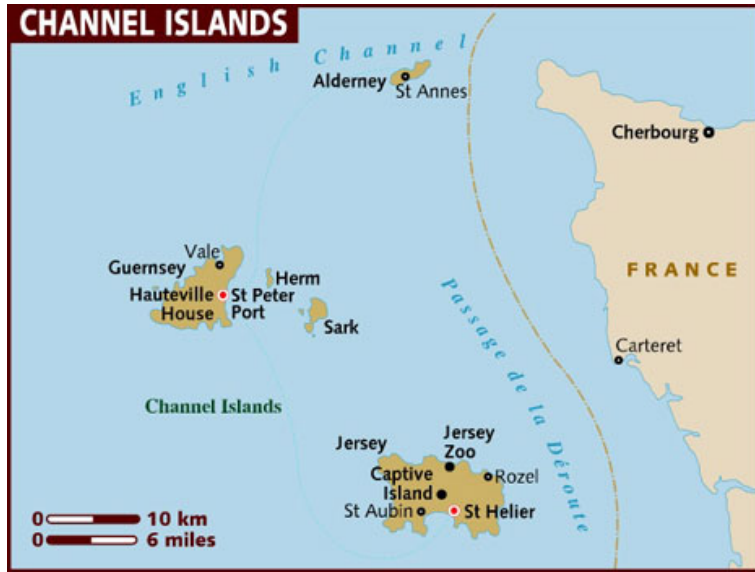 CHANNEL ISLANDS
English Channel
Alderney
St Annes
Cherbourg
Vale
Guernsey
Herm
Hauteville
House
St Peter
Port
Sark
FRANCE
Passage de la Déroute
Carteret
Channel Islands
Jersey
Jersey
Zoo
Captive
Island
Rozel
St Aubin
St Helier
0 10 km
0 6 miles